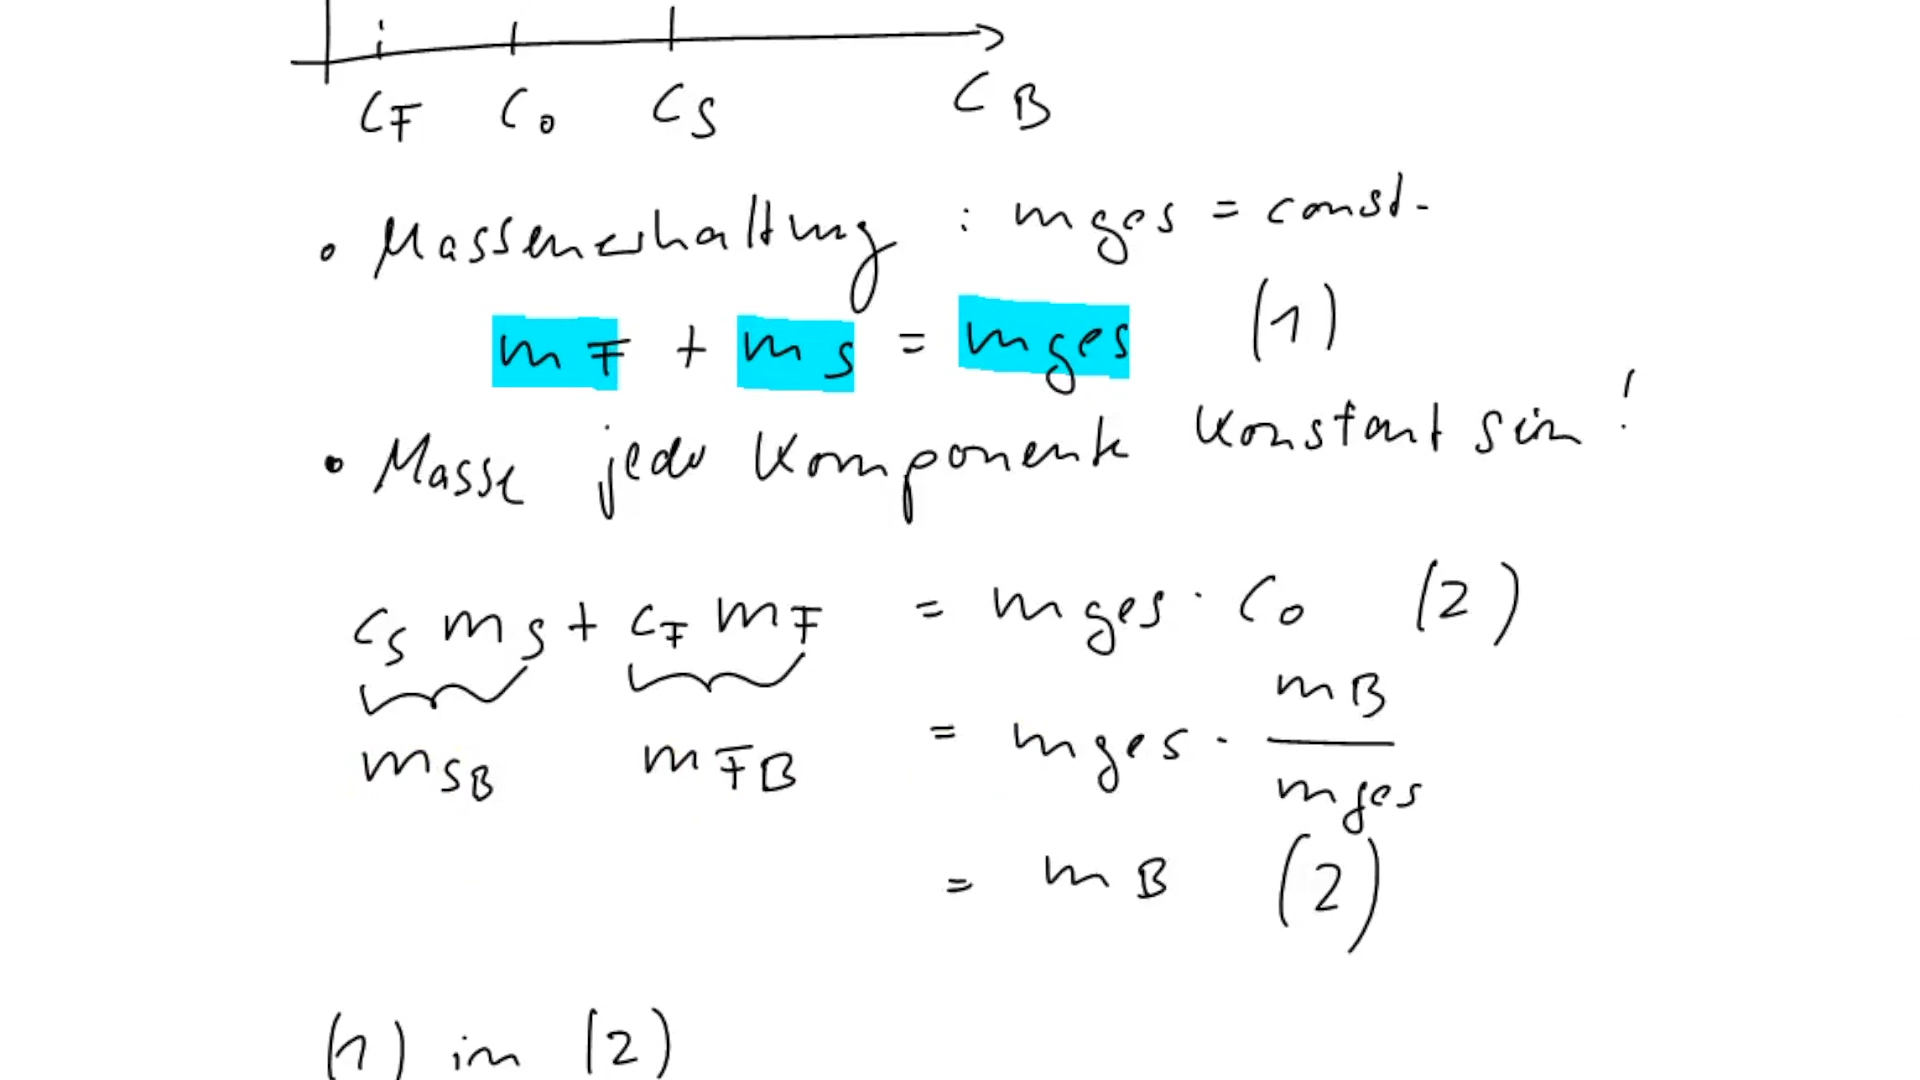 CF C0 CS CB
• Massenerhaltung : mges = const.
mF + mS = mges (1)
• Masse jeder Komponente konstant sein !
cS mS + cF mF = mges · C0 (2)
mSB mFB = mges · mB / mges
= mB (2)
(1) in (2)